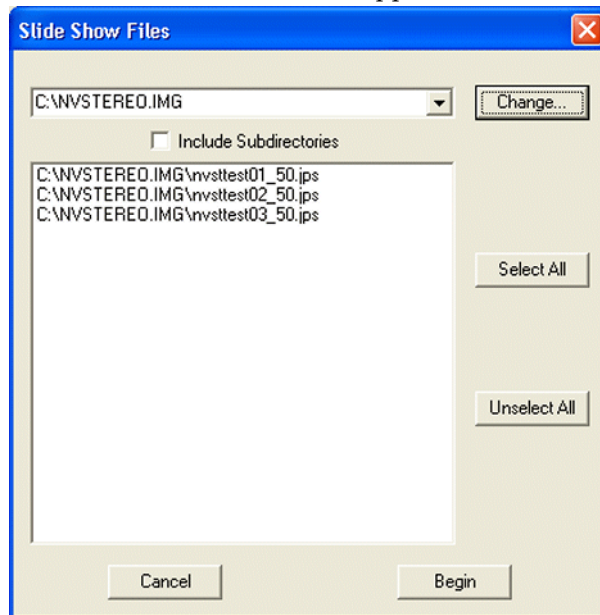 Slide Show Files
C:\NVSTEREO.IMG
Change...
Include Subdirectories
C:\NVSTEREO.IMG\nvsttest01_50.jps
C:\NVSTEREO.IMG\nvsttest02_50.jps
C:\NVSTEREO.IMG\nvsttest03_50.jps
Select All
Unselect All
Cancel
Begin